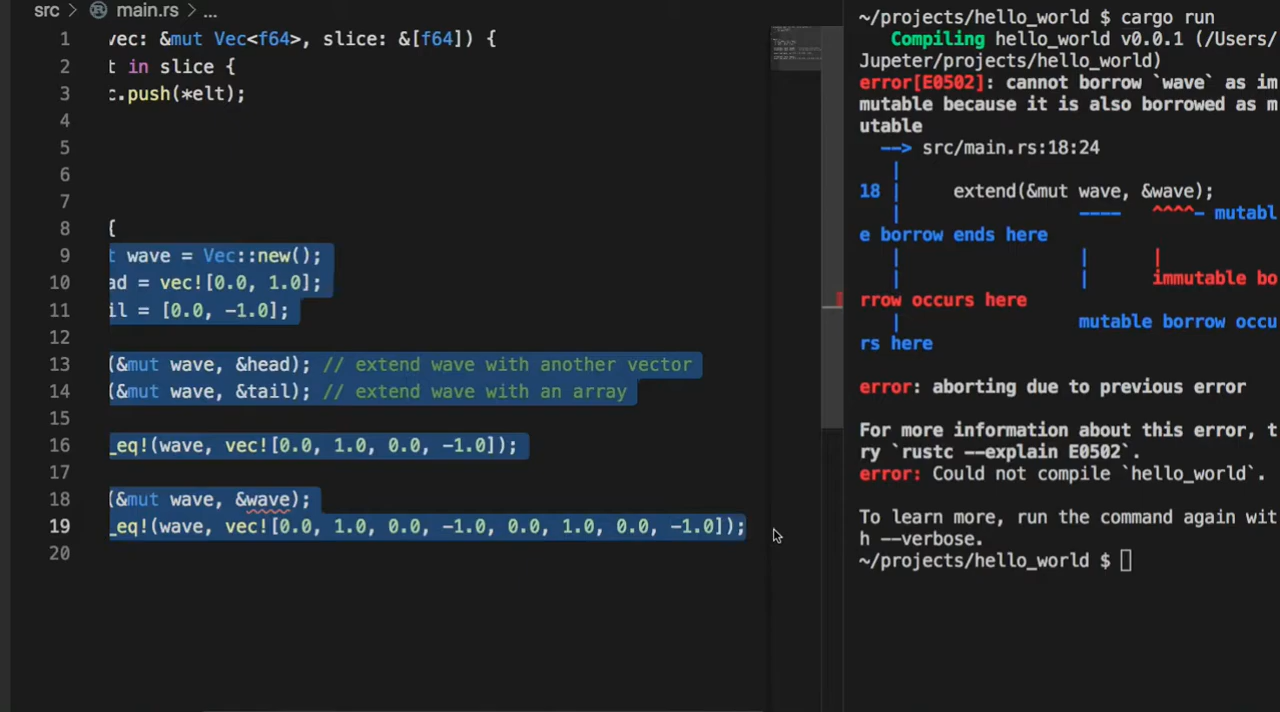 src > main.rs > ...
1 vec: &mut Vec<f64>, slice: &[f64]) {
2 t in slice {
3 c.push(*elt);
4
5
6
7
8 {
9 t wave = Vec::new();
10 ad = vec![0.0, 1.0];
11 il = [0.0, -1.0];
12
13 (&mut wave, &head); // extend wave with another vector
14 (&mut wave, &tail); // extend wave with an array
15
16 _eq!(wave, vec![0.0, 1.0, 0.0, -1.0]);
17
18 (&mut wave, &wave);
19 _eq!(wave, vec![0.0, 1.0, 0.0, -1.0, 0.0, 1.0, 0.0, -1.0]);
20
~/projects/hello_world $ cargo run
Compiling hello_world v0.0.1 (/Users/
Jupeter/projects/hello_world)
error[E0502]: cannot borrow `wave` as im
mutable because it is also borrowed as m
utable
--> src/main.rs:18:24
|
18 | extend(&mut wave, &wave);
| ---- ^^^^- mutabl
e borrow ends here
| | |
| | immutable bo
rrow occurs here
| mutable borrow occu
rs here
error: aborting due to previous error
For more information about this error, t
ry `rustc --explain E0502`.
error: Could not compile `hello_world`.
To learn more, run the command again wit
h --verbose.
~/projects/hello_world $